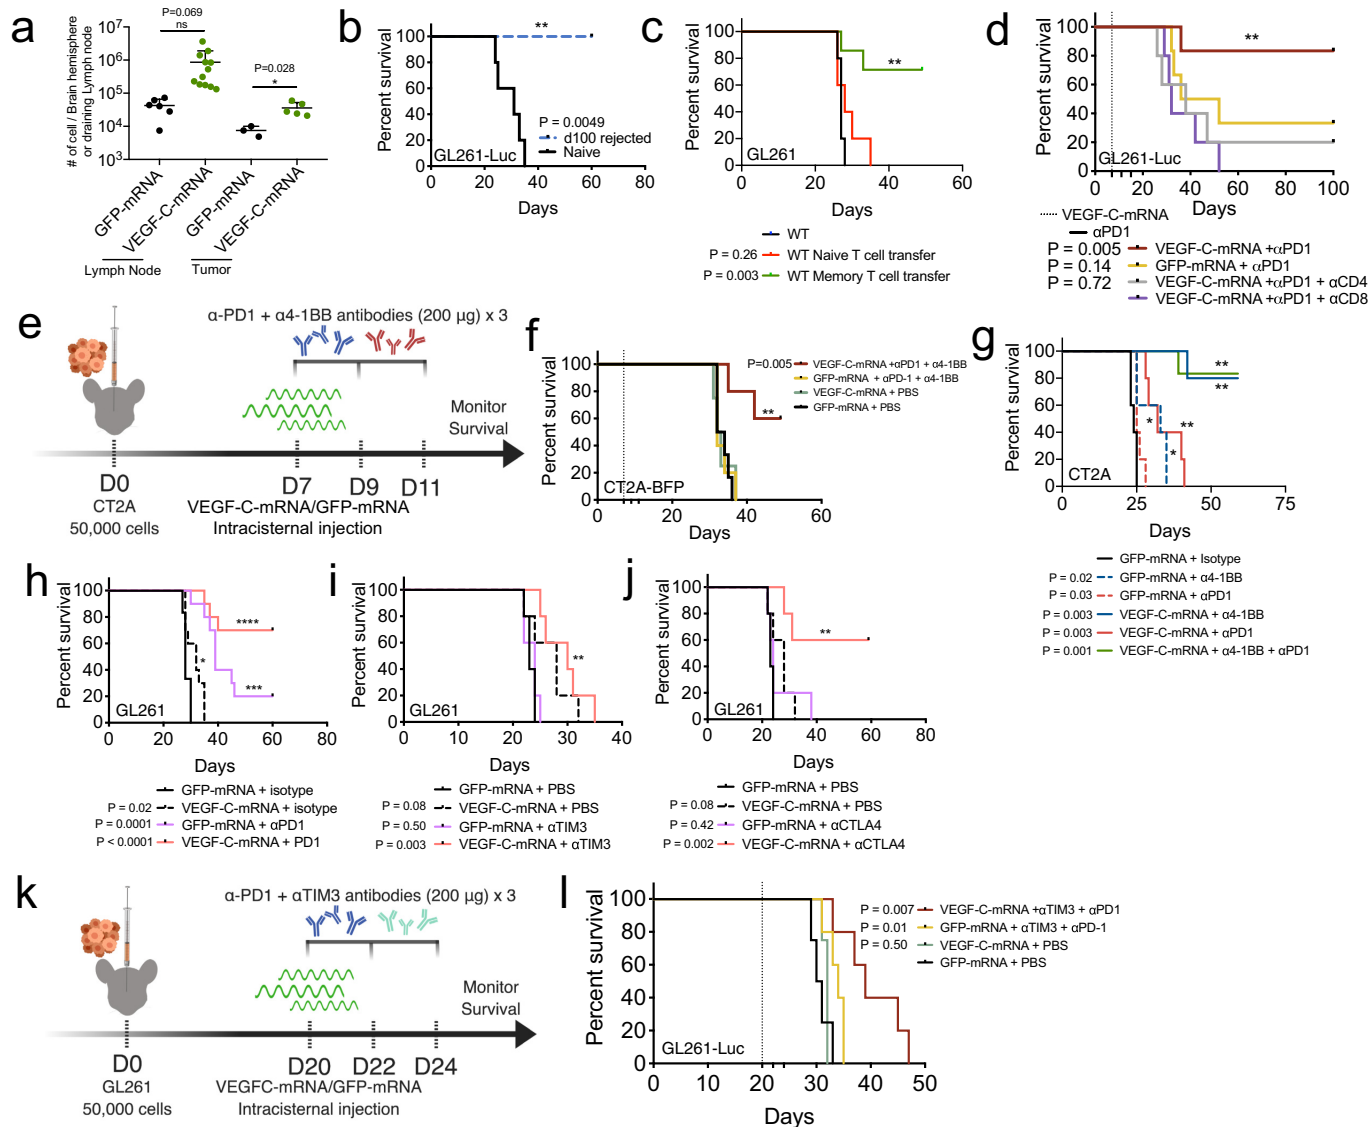 a
P=0.069
ns
P=0.028
*
# of cell / Brain hemisphere
or draining Lymph node
10⁷
10⁶
10⁵
10⁴
10³
GFP-mRNA
VEGF-C-mRNA
GFP-mRNA
VEGF-C-mRNA
Lymph Node
Tumor
b
Percent survival
100
80
60
40
20
0
**
P = 0.0049
d100 rejected
Naive
GL261-Luc
0 20 40 60 80
Days
c
Percent survival
100
80
60
40
20
0
**
GL261
0 20 40 60
Days
WT
P = 0.26 WT Naive T cell transfer
P = 0.003 WT Memory T cell transfer
d
Percent survival
100
80
60
40
20
0
**
GL261-Luc
0 20 40 60 80 100
Days
VEGF-C-mRNA
αPD1
P = 0.005 VEGF-C-mRNA +αPD1
P = 0.14 GFP-mRNA + αPD1
P = 0.72 VEGF-C-mRNA +αPD1 + αCD4
VEGF-C-mRNA +αPD1 + αCD8
e
α-PD1 + α4-1BB antibodies (200 µg) x 3
Monitor
Survival
D0
D7 D9 D11
CT2A
50,000 cells
VEGF-C-mRNA/GFP-mRNA
Intracisternal injection
f
Percent survival
100
80
60
40
20
0
P=0.005 VEGF-C-mRNA +αPD1 + α4-1BB
GFP-mRNA + αPD-1 + α4-1BB
VEGF-C-mRNA + PBS
GFP-mRNA + PBS
**
CT2A-BFP
0 20 40 60
Days
g
Percent survival
100
80
60
40
20
0
**
**
*
**
*
CT2A
0 25 50 75
Days
GFP-mRNA + Isotype
P = 0.02 GFP-mRNA + α4-1BB
P = 0.03 GFP-mRNA + αPD1
P = 0.003 VEGF-C-mRNA + α4-1BB
P = 0.003 VEGF-C-mRNA + αPD1
P = 0.001 VEGF-C-mRNA + α4-1BB + αPD1
h
Percent survival
100
80
60
40
20
0
****
*
***
GL261
0 20 40 60 80
Days
GFP-mRNA + isotype
P = 0.02 VEGF-C-mRNA + isotype
P = 0.0001 GFP-mRNA + αPD1
P < 0.0001 VEGF-C-mRNA + PD1
i
Percent survival
100
80
60
40
20
0
**
GL261
0 10 20 30 40
Days
GFP-mRNA + PBS
P = 0.08 VEGF-C-mRNA + PBS
P = 0.50 GFP-mRNA + αTIM3
P = 0.003 VEGF-C-mRNA + αTIM3
j
Percent survival
100
80
60
40
20
0
**
GL261
0 20 40 60 80
Days
GFP-mRNA + PBS
P = 0.08 VEGF-C-mRNA + PBS
P = 0.42 GFP-mRNA + αCTLA4
P = 0.002 VEGF-C-mRNA + αCTLA4
k
α-PD1 + αTIM3 antibodies (200 µg) x 3
Monitor
Survival
D0
D20 D22 D24
GL261
50,000 cells
VEGFC-mRNA/GFP-mRNA
Intracisternal injection
l
Percent survival
100
80
60
40
20
0
P = 0.007 VEGF-C-mRNA +αTIM3 + αPD1
P = 0.01 GFP-mRNA + αTIM3 + αPD-1
P = 0.50 VEGF-C-mRNA + PBS
GFP-mRNA + PBS
GL261-Luc
0 10 20 30 40 50
Days